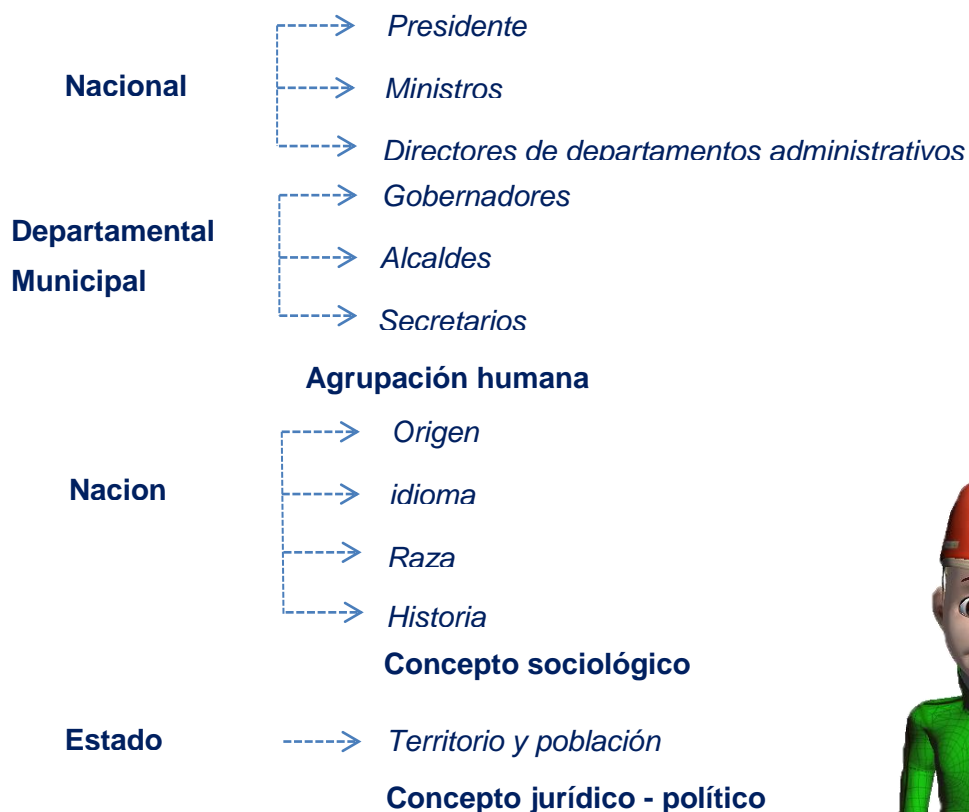 Presidente
Nacional
Ministros
Directores de departamentos administrativos
Gobernadores
Departamental
Alcaldes
Municipal
Secretarios
Agrupación humana
Origen
Nacion
idioma
Raza
Historia
Concepto sociológico
Estado
Territorio y población
Concepto jurídico - político